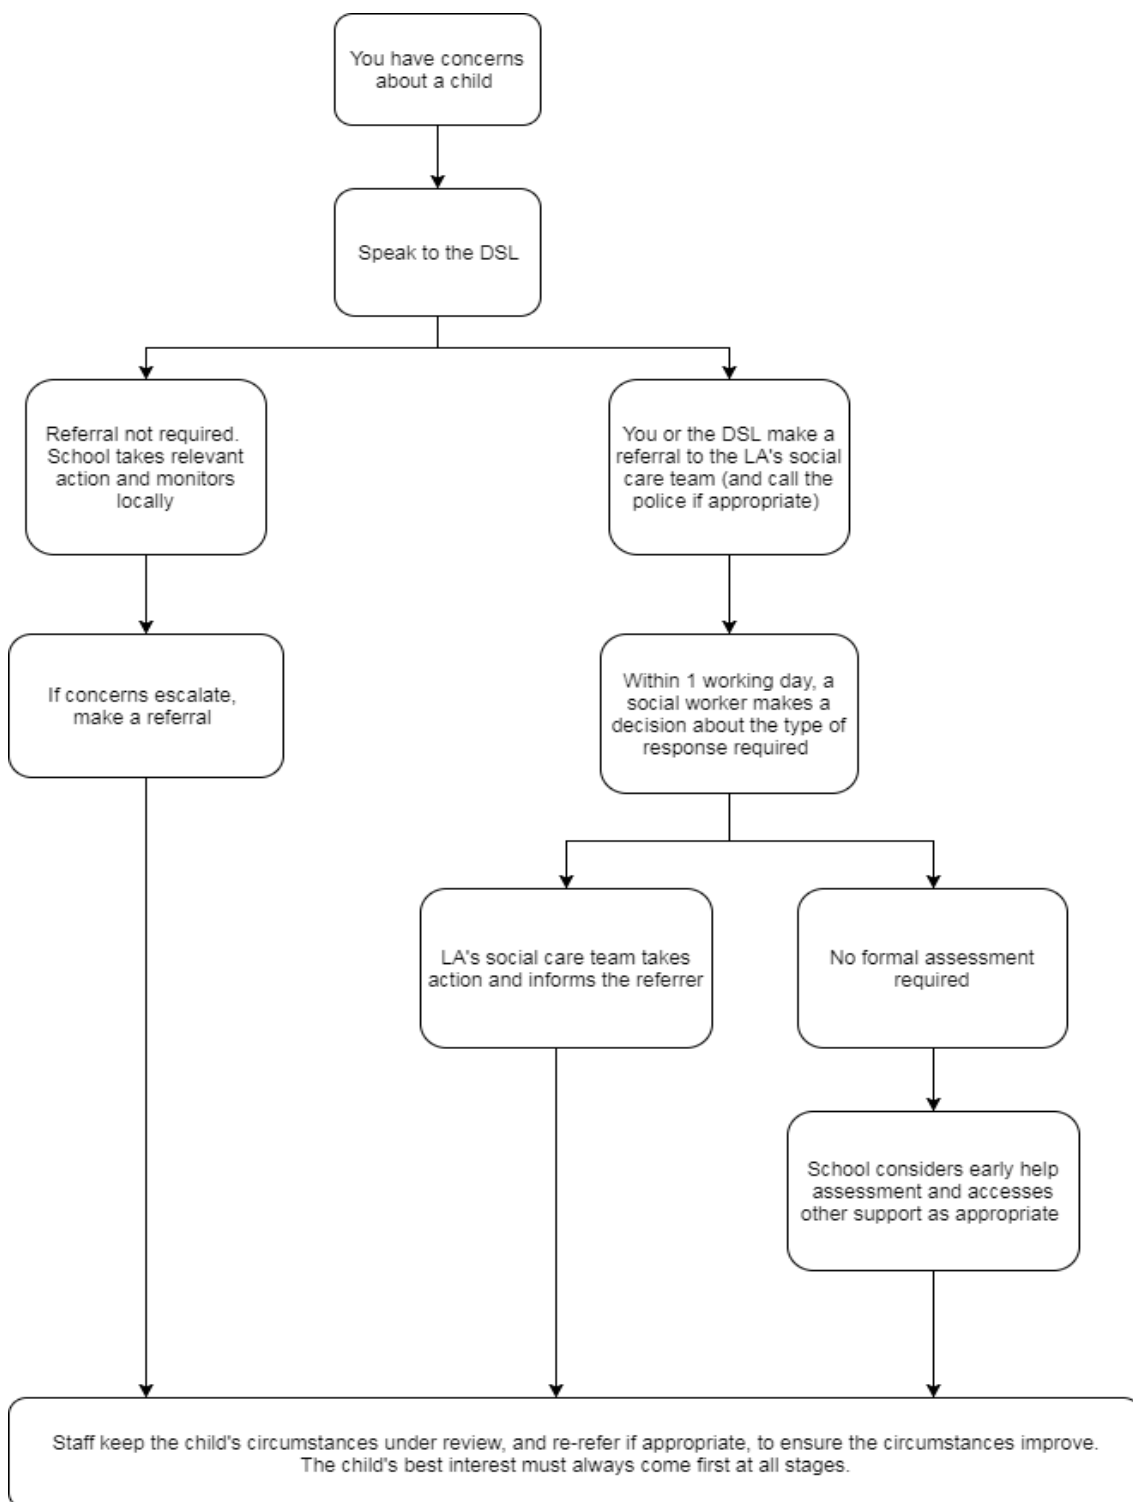 You have concerns
about a child
Speak to the DSL
Referral not required.
School takes relevant
action and monitors
locally
You or the DSL make a
referral to the LA's social
care team (and call the
police if appropriate)
If concerns escalate,
make a referral
Within 1 working day, a
social worker makes a
decision about the type of
response required
LA's social care team takes
action and informs the referrer
No formal assessment
required
School considers early help
assessment and accesses
other support as appropriate
Staff keep the child's circumstances under review, and re-refer if appropriate, to ensure the circumstances improve.
The child's best interest must always come first at all stages.